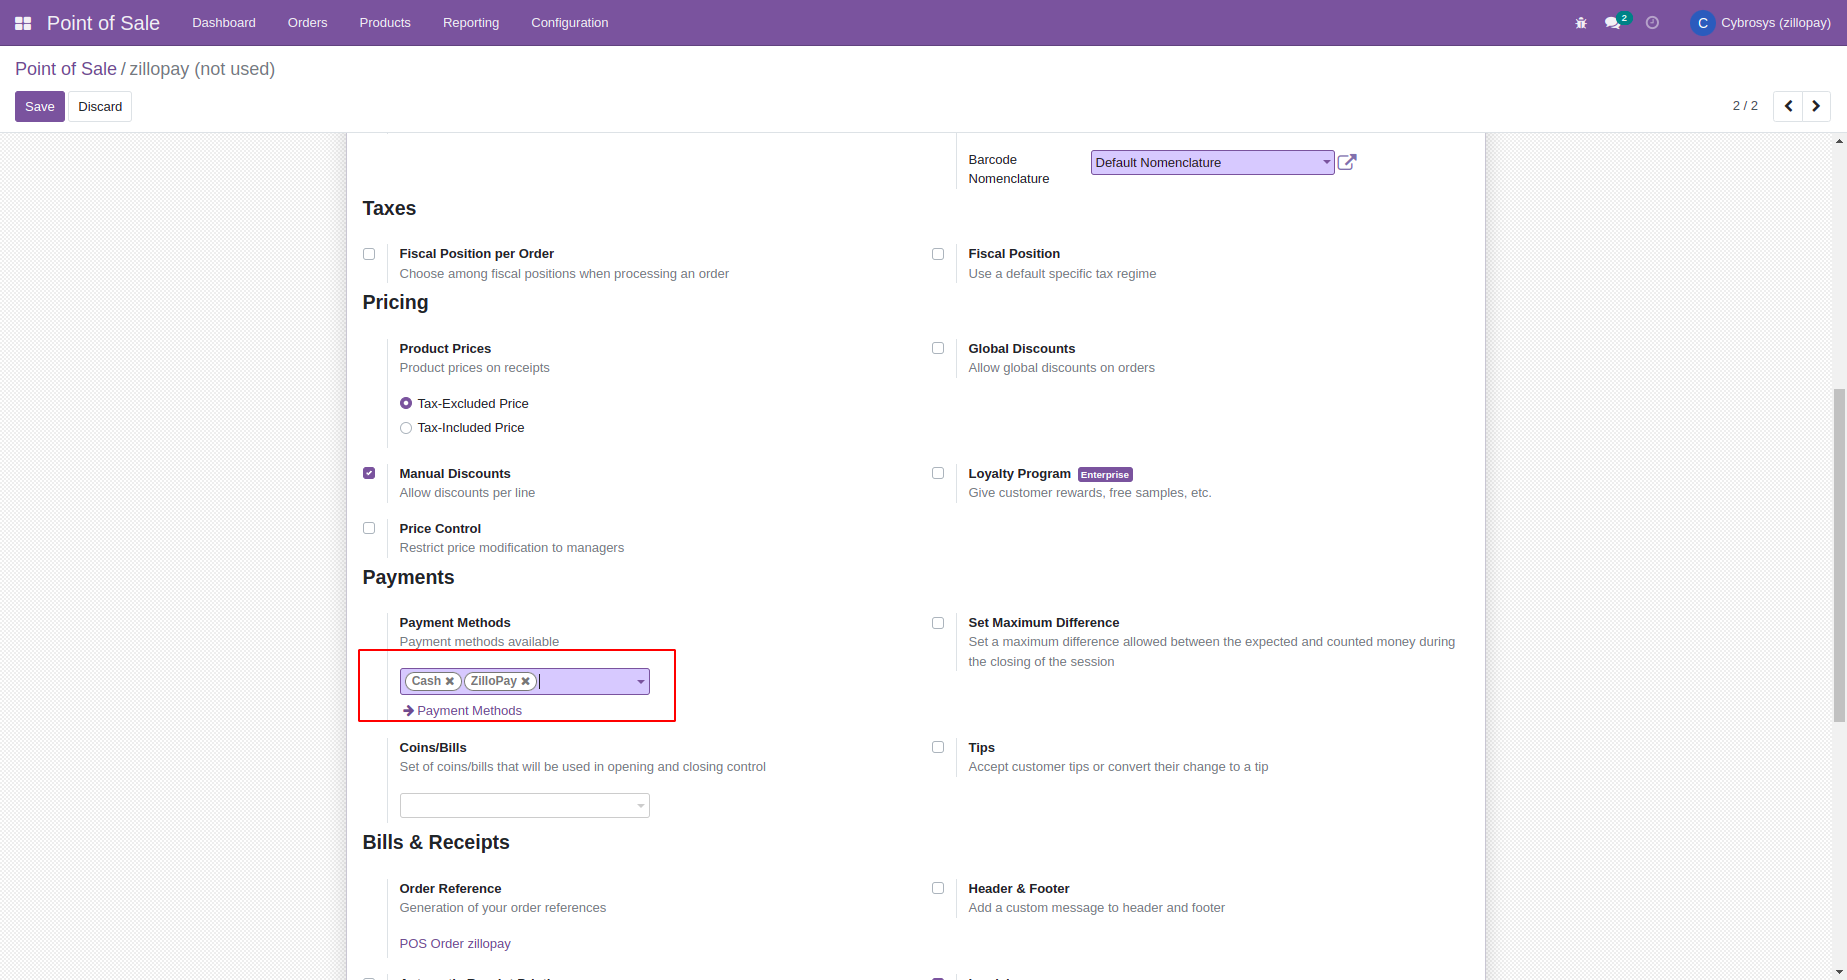 Point of Sale
Dashboard
Orders
Products
Reporting
Configuration
2
C
Cybrosys (zillopay)
Point of Sale / zillopay (not used)
Save
Discard
2 / 2
Barcode
Nomenclature
Default Nomenclature
Taxes
Fiscal Position per Order
Choose among fiscal positions when processing an order
Fiscal Position
Use a default specific tax regime
Pricing
Product Prices
Product prices on receipts
Tax-Excluded Price
Tax-Included Price
Global Discounts
Allow global discounts on orders
Manual Discounts
Allow discounts per line
Loyalty Program Enterprise
Give customer rewards, free samples, etc.
Price Control
Restrict price modification to managers
Payments
Payment Methods
Payment methods available
Cash
ZilloPay
Payment Methods
Set Maximum Difference
Set a maximum difference allowed between the expected and counted money during
the closing of the session
Coins/Bills
Set of coins/bills that will be used in opening and closing control
Tips
Accept customer tips or convert their change to a tip
Bills & Receipts
Order Reference
Generation of your order references
POS Order zillopay
Header & Footer
Add a custom message to header and footer